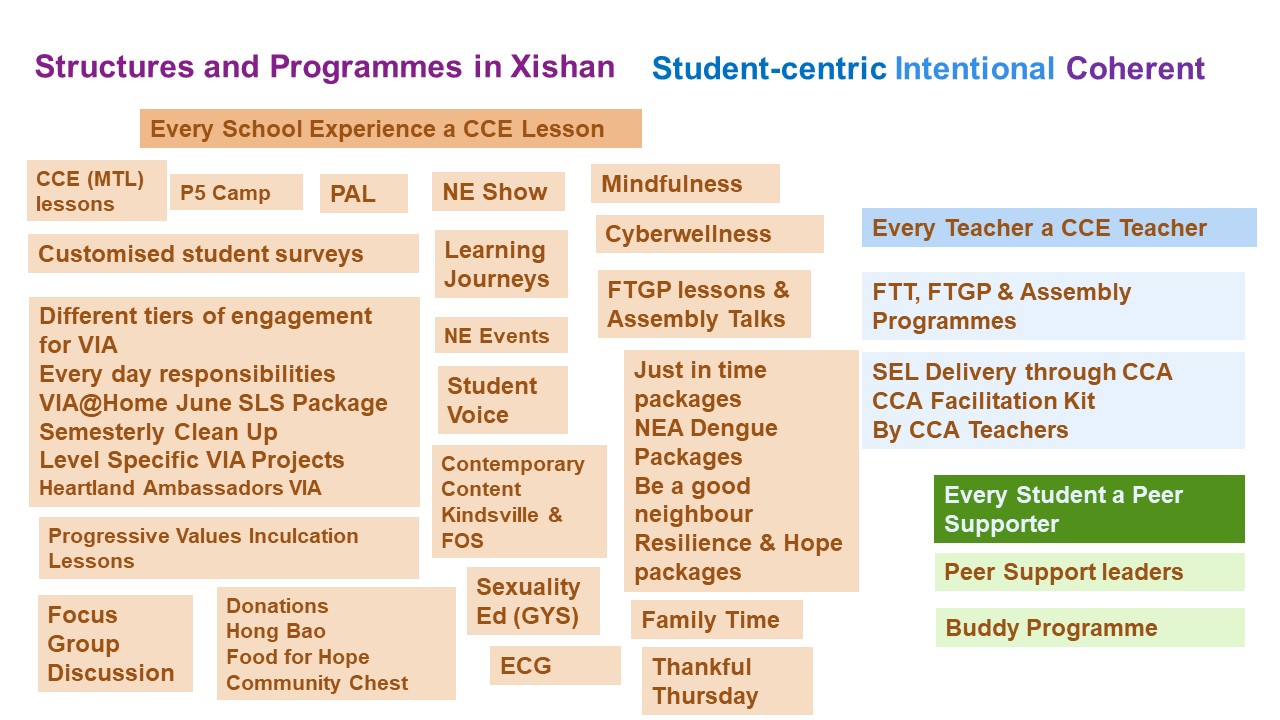 Structures and Programmes in Xishan
Student-centric Intentional Coherent
Every School Experience a CCE Lesson
CCE (MTL)
lessons
P5 Camp
PAL
NE Show
Mindfulness
Customised student surveys
Learning
Journeys
Cyberwellness
Different tiers of engagement
for VIA
Every day responsibilities
VIA@Home June SLS Package
Semesterly Clean Up
Level Specific VIA Projects
Heartland Ambassadors VIA
NE Events
Student
Voice
FTGP lessons &
Assembly Talks
Just in time
packages
NEA Dengue
Packages
Be a good
neighbour
Resilience & Hope
packages
Contemporary
Content
Kindsville &
FOS
Progressive Values Inculcation
Lessons
Focus
Group
Discussion
Donations
Hong Bao
Food for Hope
Community Chest
Sexuality
Ed (GYS)
ECG
Family Time
Thankful
Thursday
Every Teacher a CCE Teacher
FTT, FTGP & Assembly
Programmes
SEL Delivery through CCA
CCA Facilitation Kit
By CCA Teachers
Every Student a Peer
Supporter
Peer Support leaders
Buddy Programme